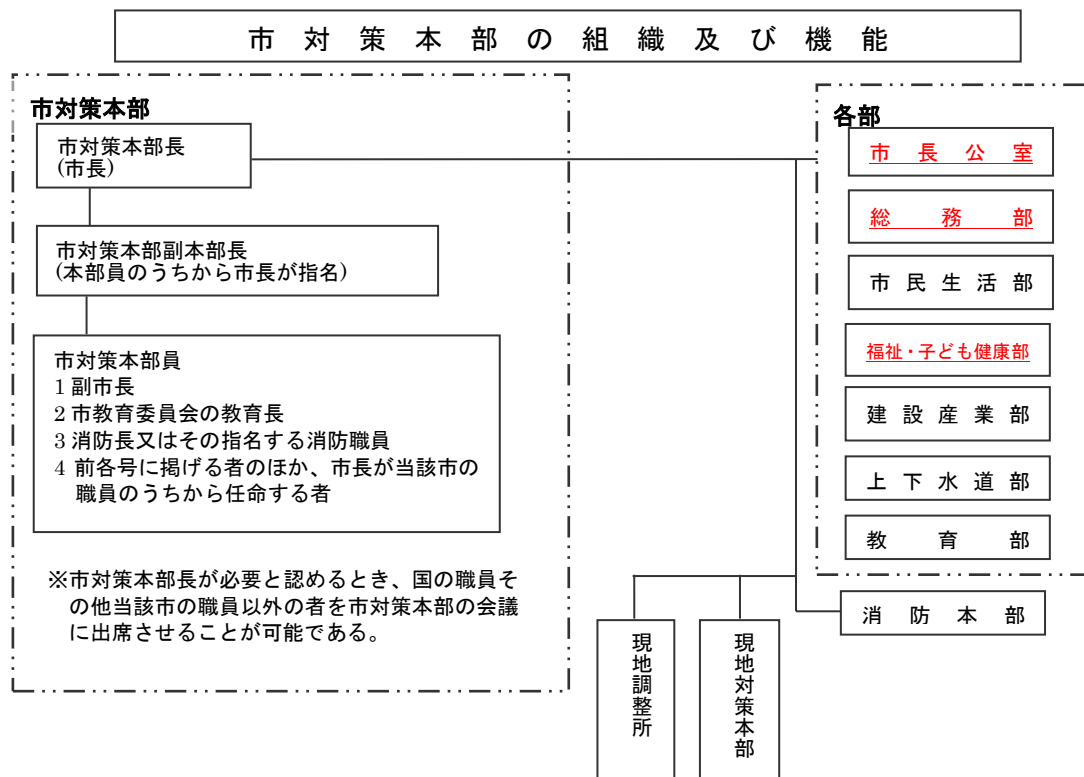 市対策本部の組織及び機能
市対策本部
市対策本部長
(市長)
市対策本部副本部長
(本部員のうちから市長が指名)
市対策本部員
1 副市長
2 市教育委員会の教育長
3 消防長又はその指名する消防職員
4 前各号に掲げる者のほか、市長が当該市の
職員のうちから任命する者
※市対策本部長が必要と認めるとき、国の職員そ
の他当該市の職員以外の者を市対策本部の会議
に出席させることが可能である。
各部
市長公室
総務部
市民生活部
福祉・子ども健康部
建設産業部
上下水道部
教育部
消防本部
現地調整所
現地対策本部